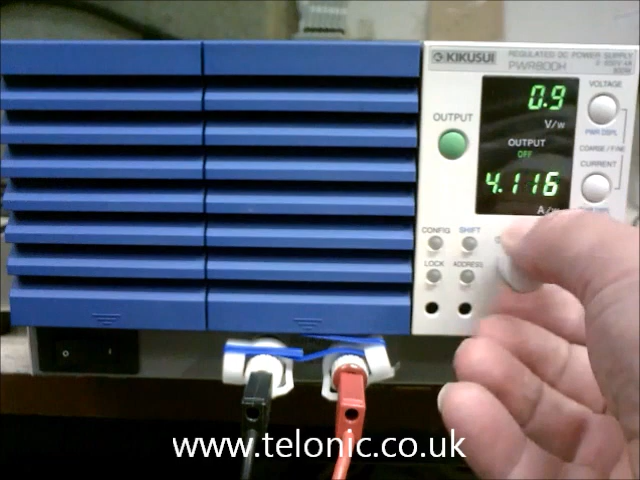 KIKUSUI
REGULATED DC POWER SUPPLY
PWR800H
800W
VOLTAGE
0.9
V/w
OUTPUT
PWR DSPL
OUTPUT
OFF
COARSE / FINE
CURRENT
4.116
A/w
CONFIG SHIFT
LOCK ADDRESS
www.telonic.co.uk